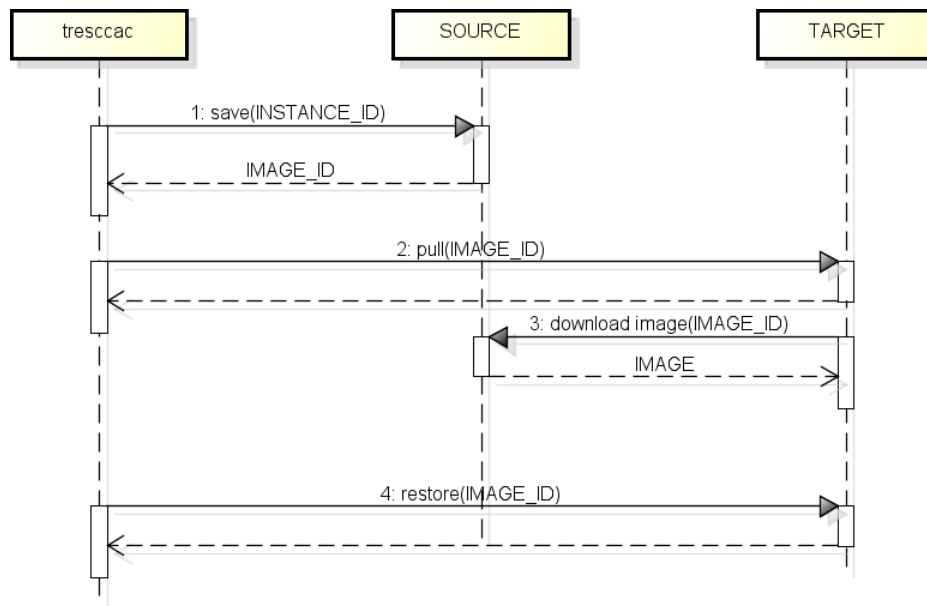 tresccac
SOURCE
TARGET
1: save(INSTANCE_ID)
IMAGE_ID
2: pull(IMAGE_ID)
3: download image(IMAGE_ID)
IMAGE
4: restore(IMAGE_ID)